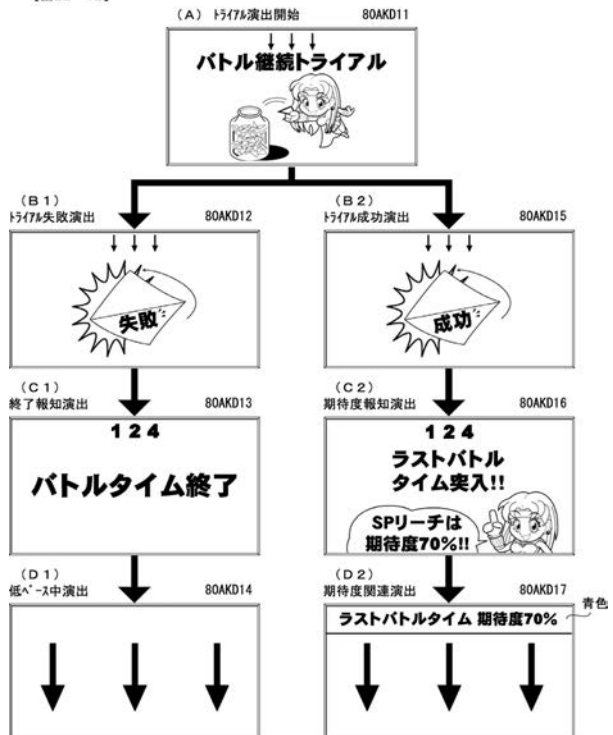 (A) トライアル演出開始 80AKD11
バトル継続トライアル
(B1)
トライアル失敗演出 80AKD12
失敗
(B2)
トライアル成功演出 80AKD15
成功
(C1)
終了報知演出 80AKD13
124
バトルタイム終了
(C2)
期待度報知演出 80AKD16
124
ラストバトル
タイム突入!!
SPリーチは
期待度70%!!
(D1)
低ベース中演出 80AKD14
(D2)
期待度関連演出 80AKD17
ラストバトルタイム 期待度70%
青色